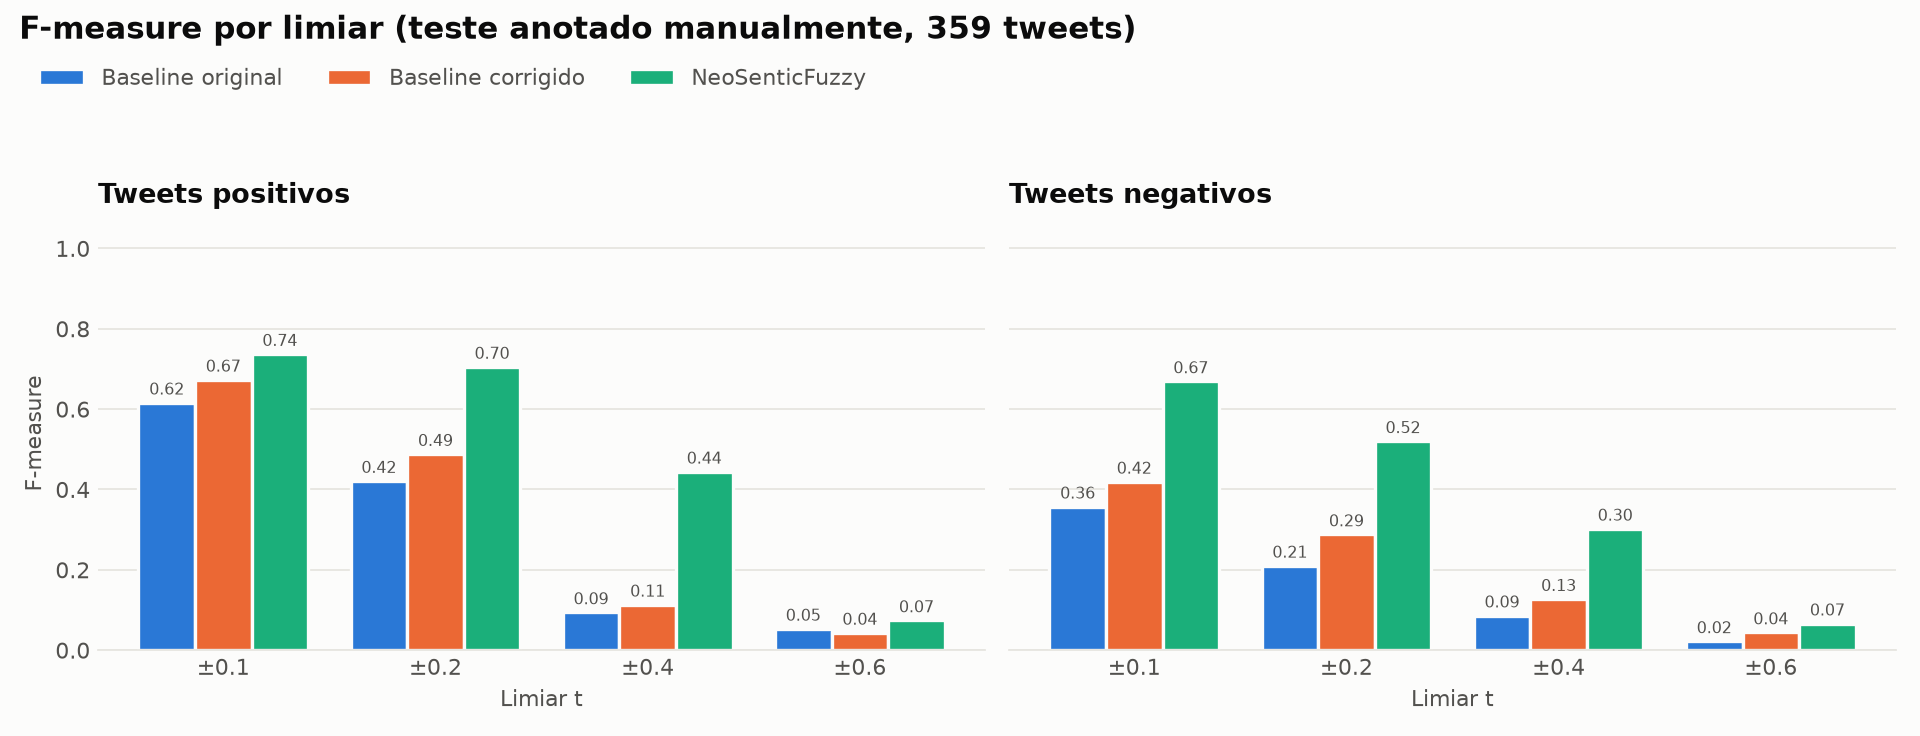 F-measure por limiar (teste anotado manualmente, 359 tweets)
Baseline original Baseline corrigido NeoSenticFuzzy
Tweets positivos
F-measure
1.0
0.8
0.6
0.4
0.2
0.0
0.62 0.67 0.74
0.42 0.49 0.70
0.09 0.11 0.44
0.05 0.04 0.07
±0.1 ±0.2 ±0.4 ±0.6
Limiar t
Tweets negativos
0.36 0.42 0.67
0.21 0.29 0.52
0.09 0.13 0.30
0.02 0.04 0.07
±0.1 ±0.2 ±0.4 ±0.6
Limiar t